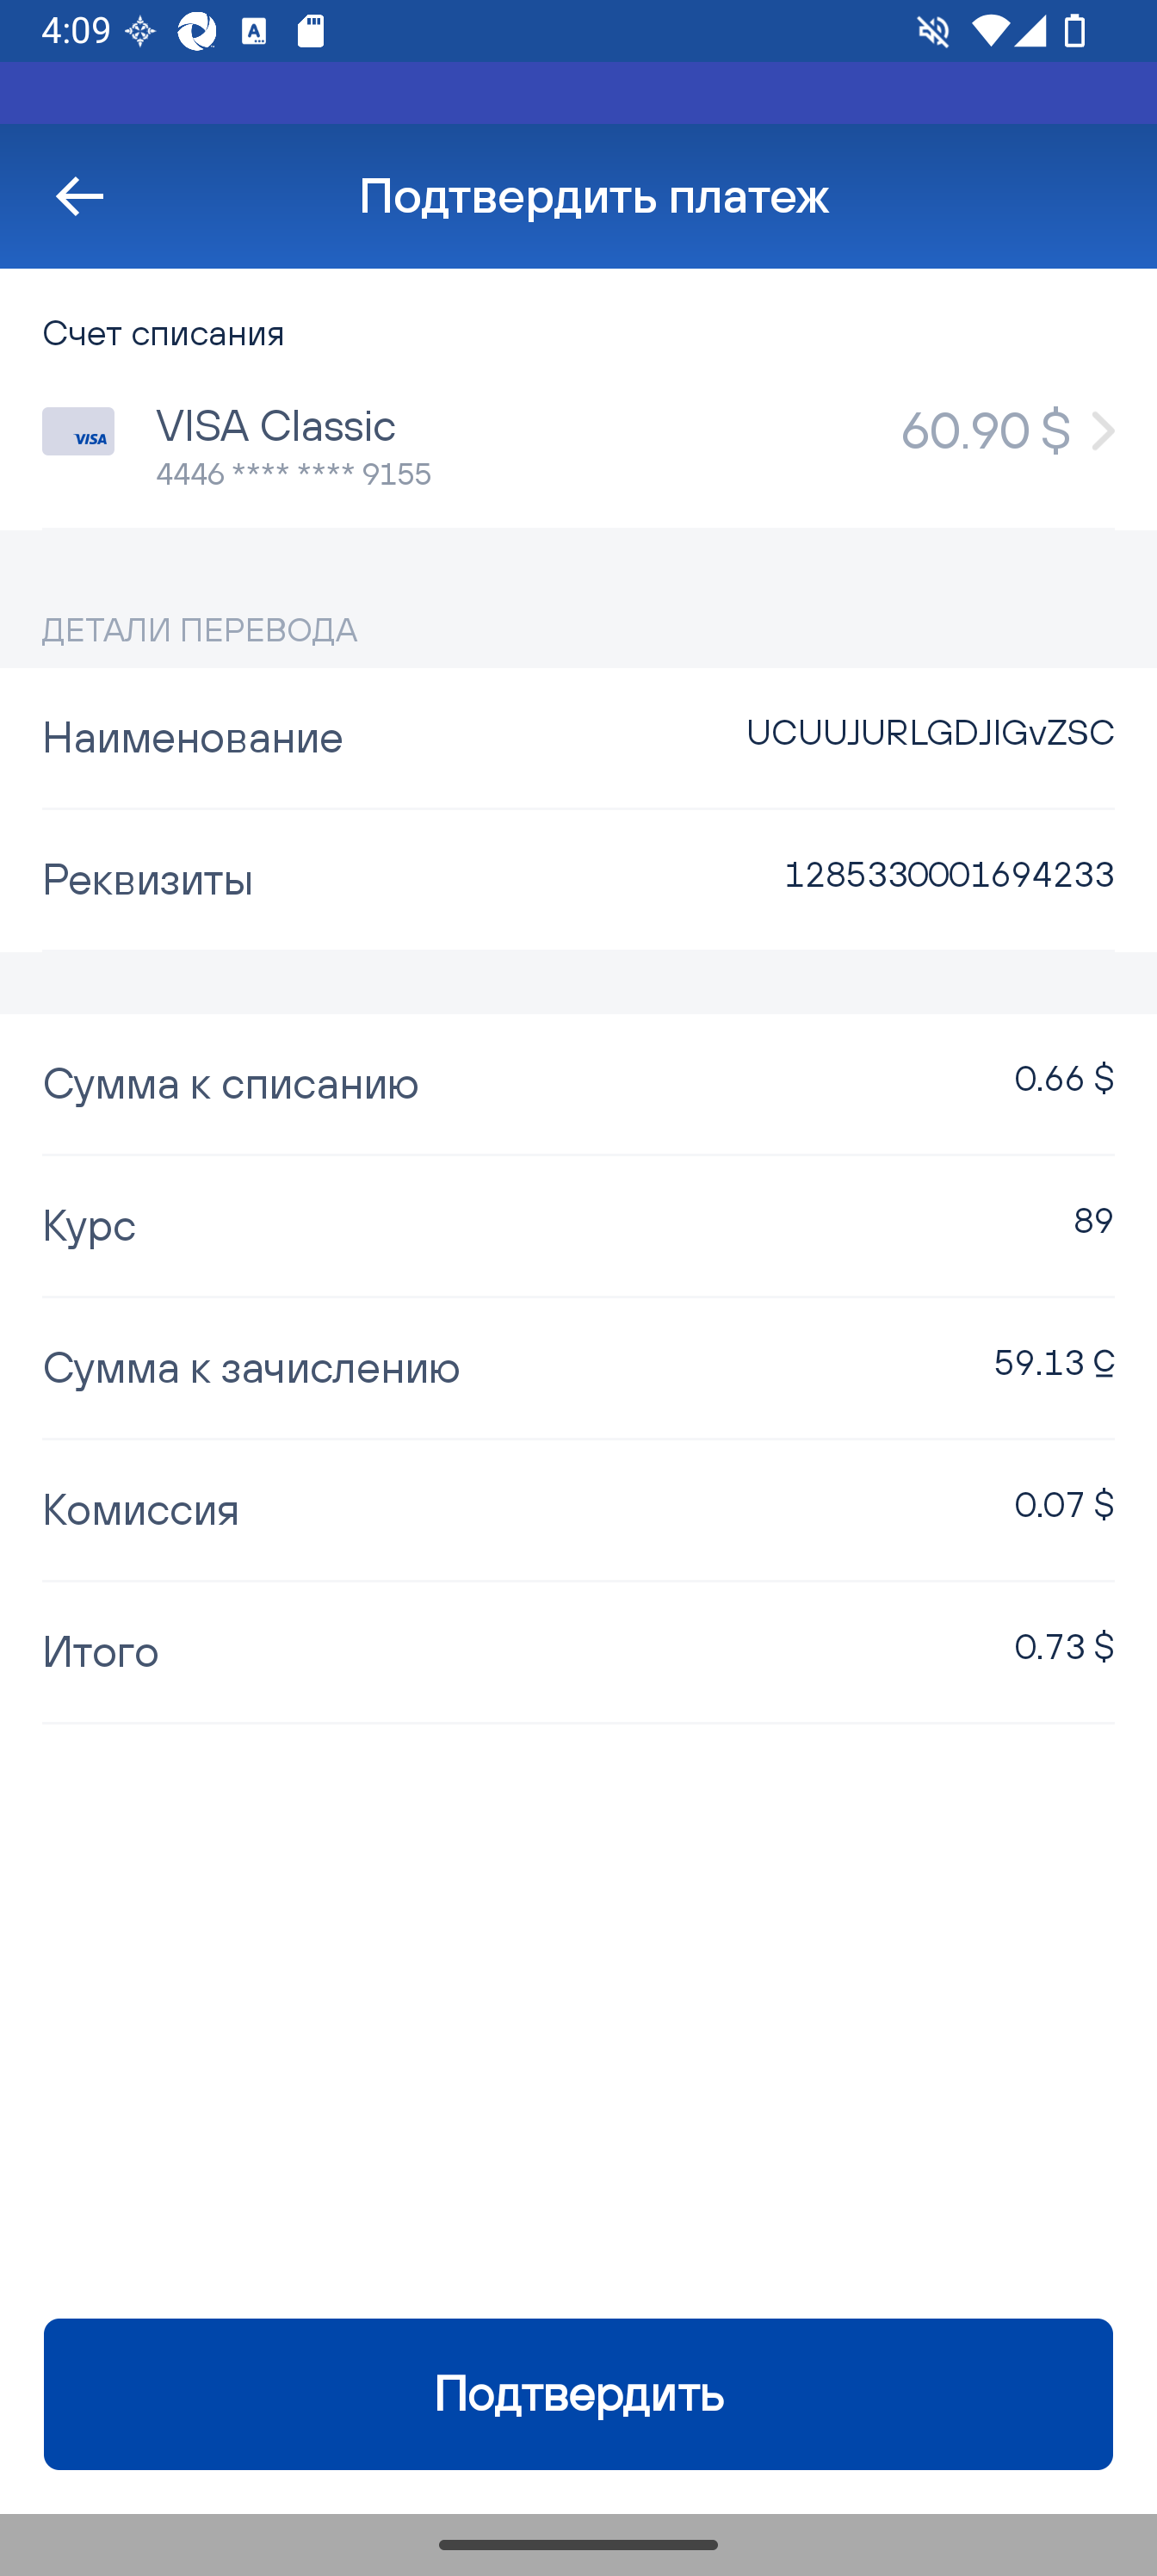 4:09
Подтвердить платеж
Счет списания
VISA
VISA Classic
60.90 $
4446 **** **** 9155
ДЕТАЛИ ПЕРЕВОДА
Наименование
UCUUJURLGDJIGvZSC
Реквизиты
1285330001694233
Сумма к списанию
0.66 $
Курс
89
Сумма к зачислению
59.13 С̲
Комиссия
0.07 $
Итого
0.73 $
Подтвердить